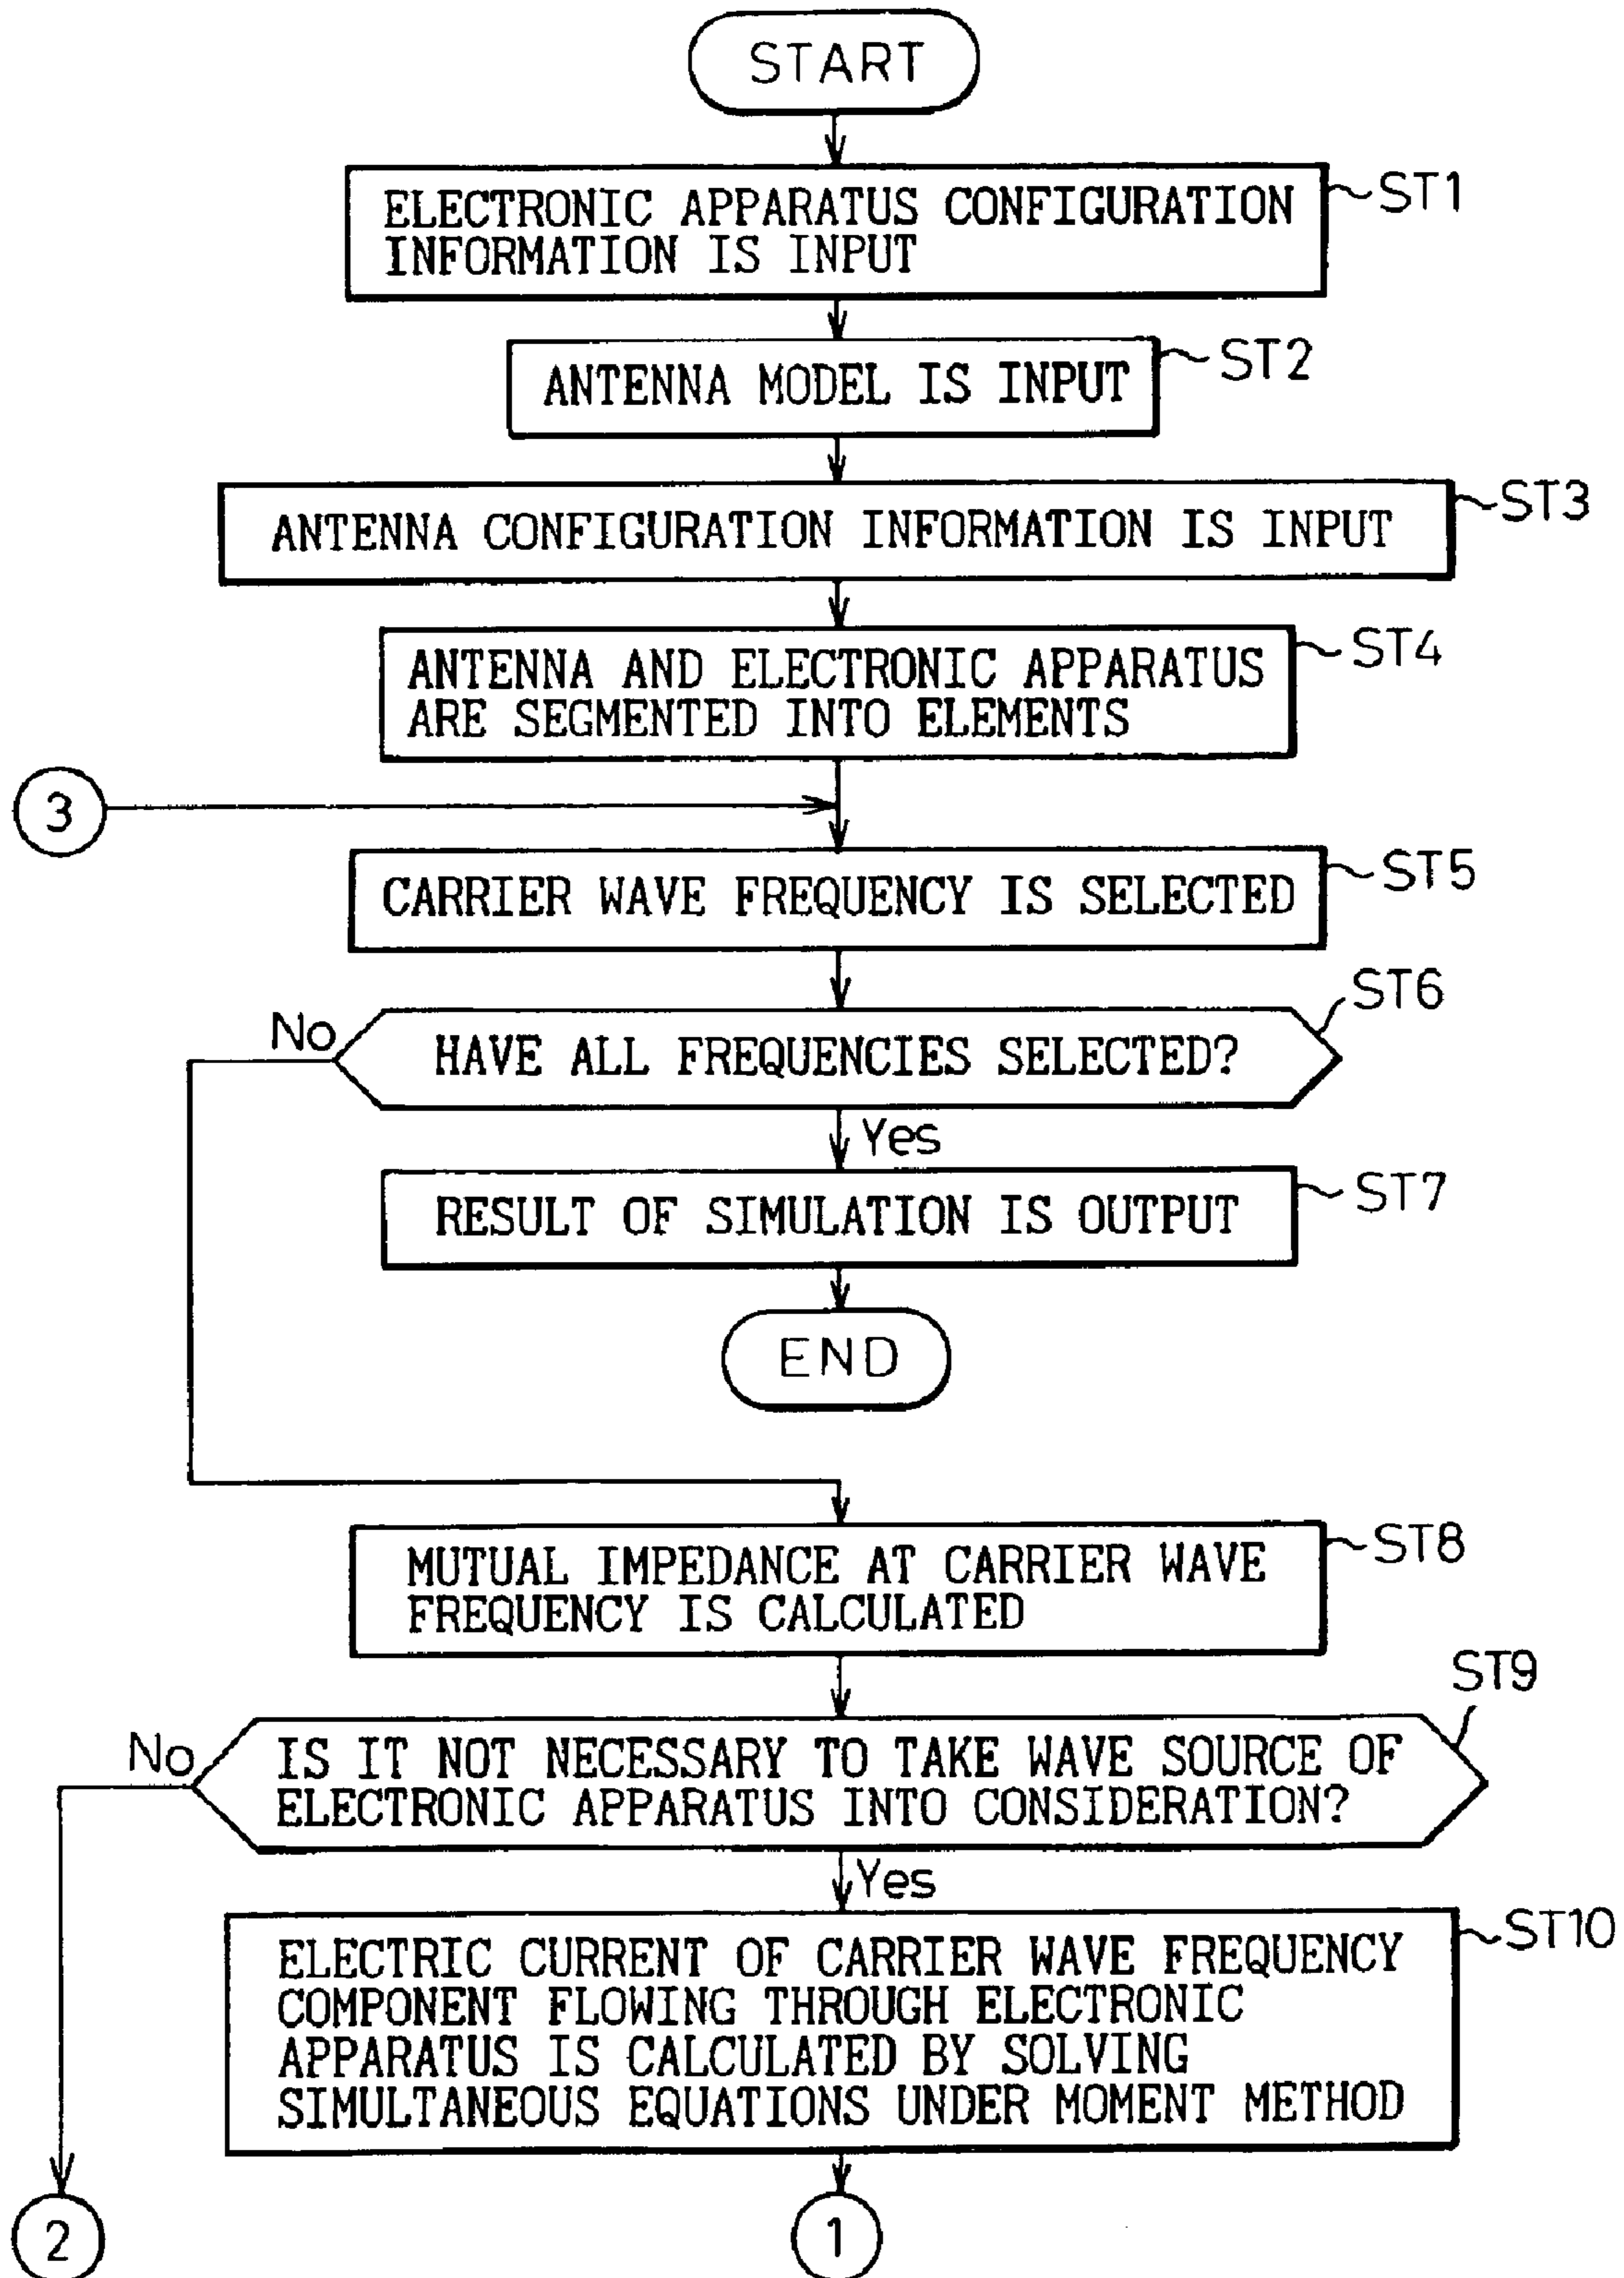 START
ELECTRONIC APPARATUS CONFIGURATION
INFORMATION IS INPUT
ST1
ANTENNA MODEL IS INPUT
ST2
ANTENNA CONFIGURATION INFORMATION IS INPUT
ST3
ANTENNA AND ELECTRONIC APPARATUS
ARE SEGMENTED INTO ELEMENTS
ST4
3
CARRIER WAVE FREQUENCY IS SELECTED
ST5
ST6
No
HAVE ALL FREQUENCIES SELECTED?
Yes
RESULT OF SIMULATION IS OUTPUT
ST7
END
MUTUAL IMPEDANCE AT CARRIER WAVE
FREQUENCY IS CALCULATED
ST8
ST9
No
IS IT NOT NECESSARY TO TAKE WAVE SOURCE OF
ELECTRONIC APPARATUS INTO CONSIDERATION?
Yes
ELECTRIC CURRENT OF CARRIER WAVE FREQUENCY
COMPONENT FLOWING THROUGH ELECTRONIC
APPARATUS IS CALCULATED BY SOLVING
SIMULTANEOUS EQUATIONS UNDER MOMENT METHOD
ST10
2
1